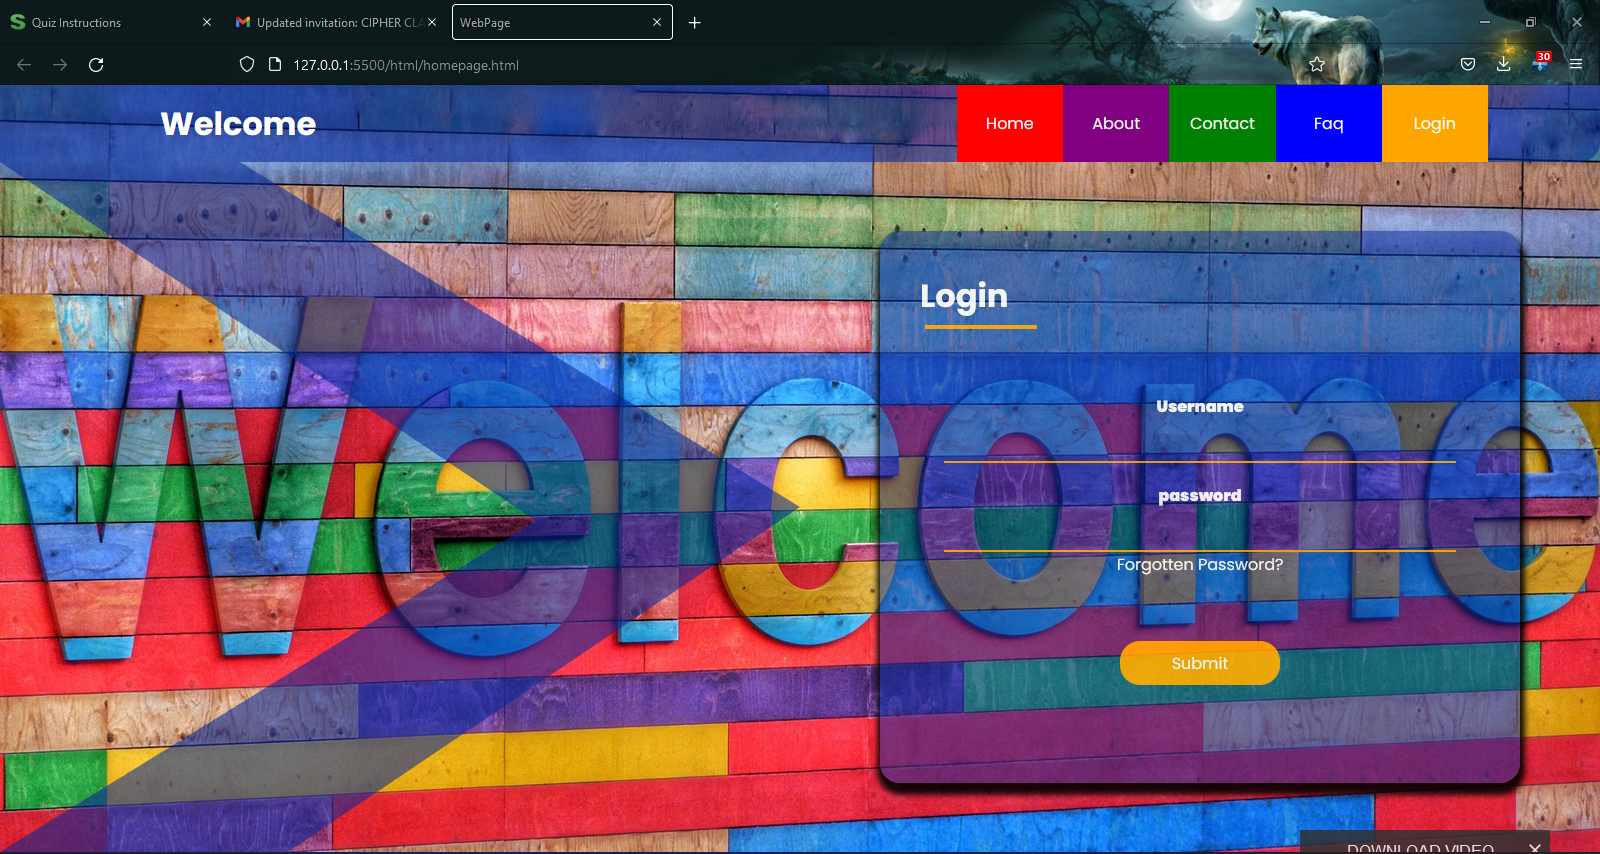 Quiz Instructions
Updated invitation: CIPHER CLA
WebPage
127.0.0.1:5500/html/homepage.html
30
Welcome
Home
About
Contact
Faq
Login
Welcome
Login
Username
password
Forgotten Password?
Submit
DOWNLOAD VIDEO